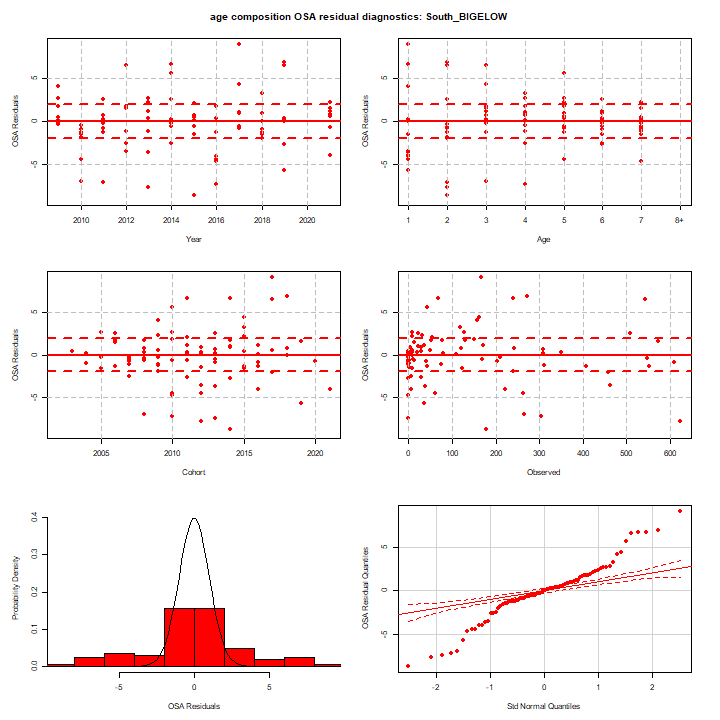 age composition OSA residual diagnostics: South_BIGELOW
OSA Residuals
5
0
-5
2010 2012 2014 2016 2018 2020
Year
OSA Residuals
5
0
-5
1 2 3 4 5 6 7 8+
Age
OSA Residuals
5
0
-5
2005 2010 2015 2020
Cohort
OSA Residuals
5
0
-5
0 100 200 300 400 500 600
Observed
Probability Density
0.4
0.3
0.2
0.1
0.0
-5 0 5
OSA Residuals
OSA Residual Quantiles
5
0
-5
-2 -1 0 1 2
Std Normal Quantiles